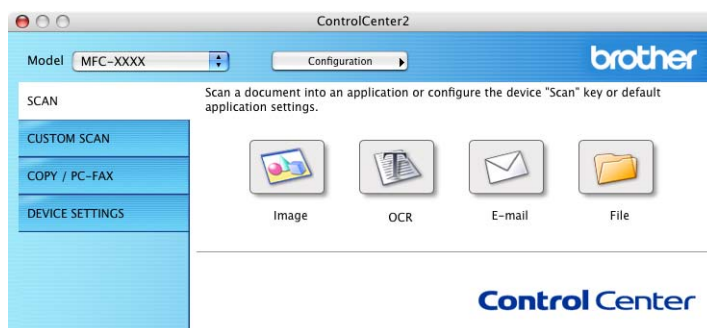 ControlCenter2
Model MFC-XXXX Configuration brother
SCAN
Scan a document into an application or configure the device "Scan" key or default
application settings.
CUSTOM SCAN
COPY / PC-FAX
DEVICE SETTINGS
Image OCR E-mail File
Control Center